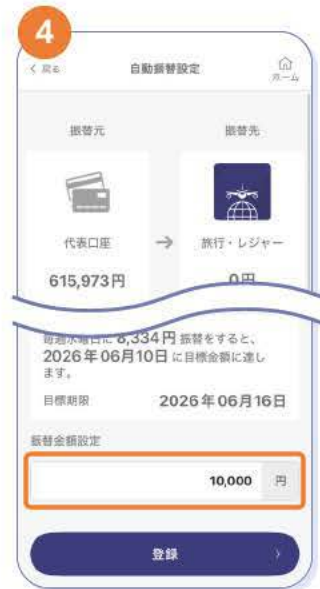 4
戻る 自動振替設定 ホーム
振替元 振替先
代表口座 → 旅行・レジャー
615,973円 0円
毎週水曜日に 8,334円 振替をすると、
2026年06月10日 に目標金額に達し
ます。
目標期限 2026年06月16日
振替金額設定
10,000 円
登録